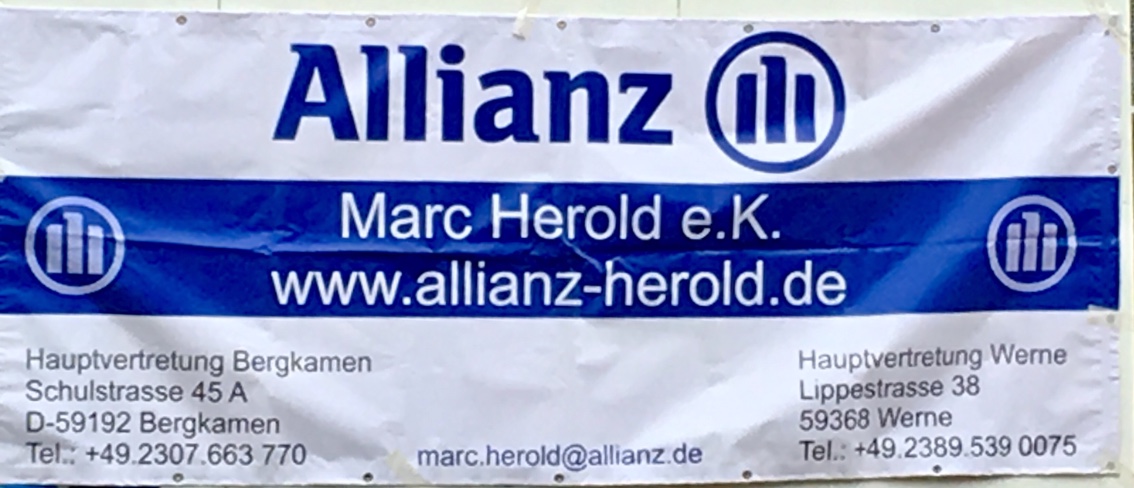 Allianz
Marc Herold e.K.
www.allianz-herold.de
Hauptvertretung Bergkamen
Schulstrasse 45 A
D-59192 Bergkamen
Tel.: +49.2307.663 770
marc.herold@allianz.de
Hauptvertretung Werne
Lippestrasse 38
59368 Werne
Tel.: +49.2389.539 0075